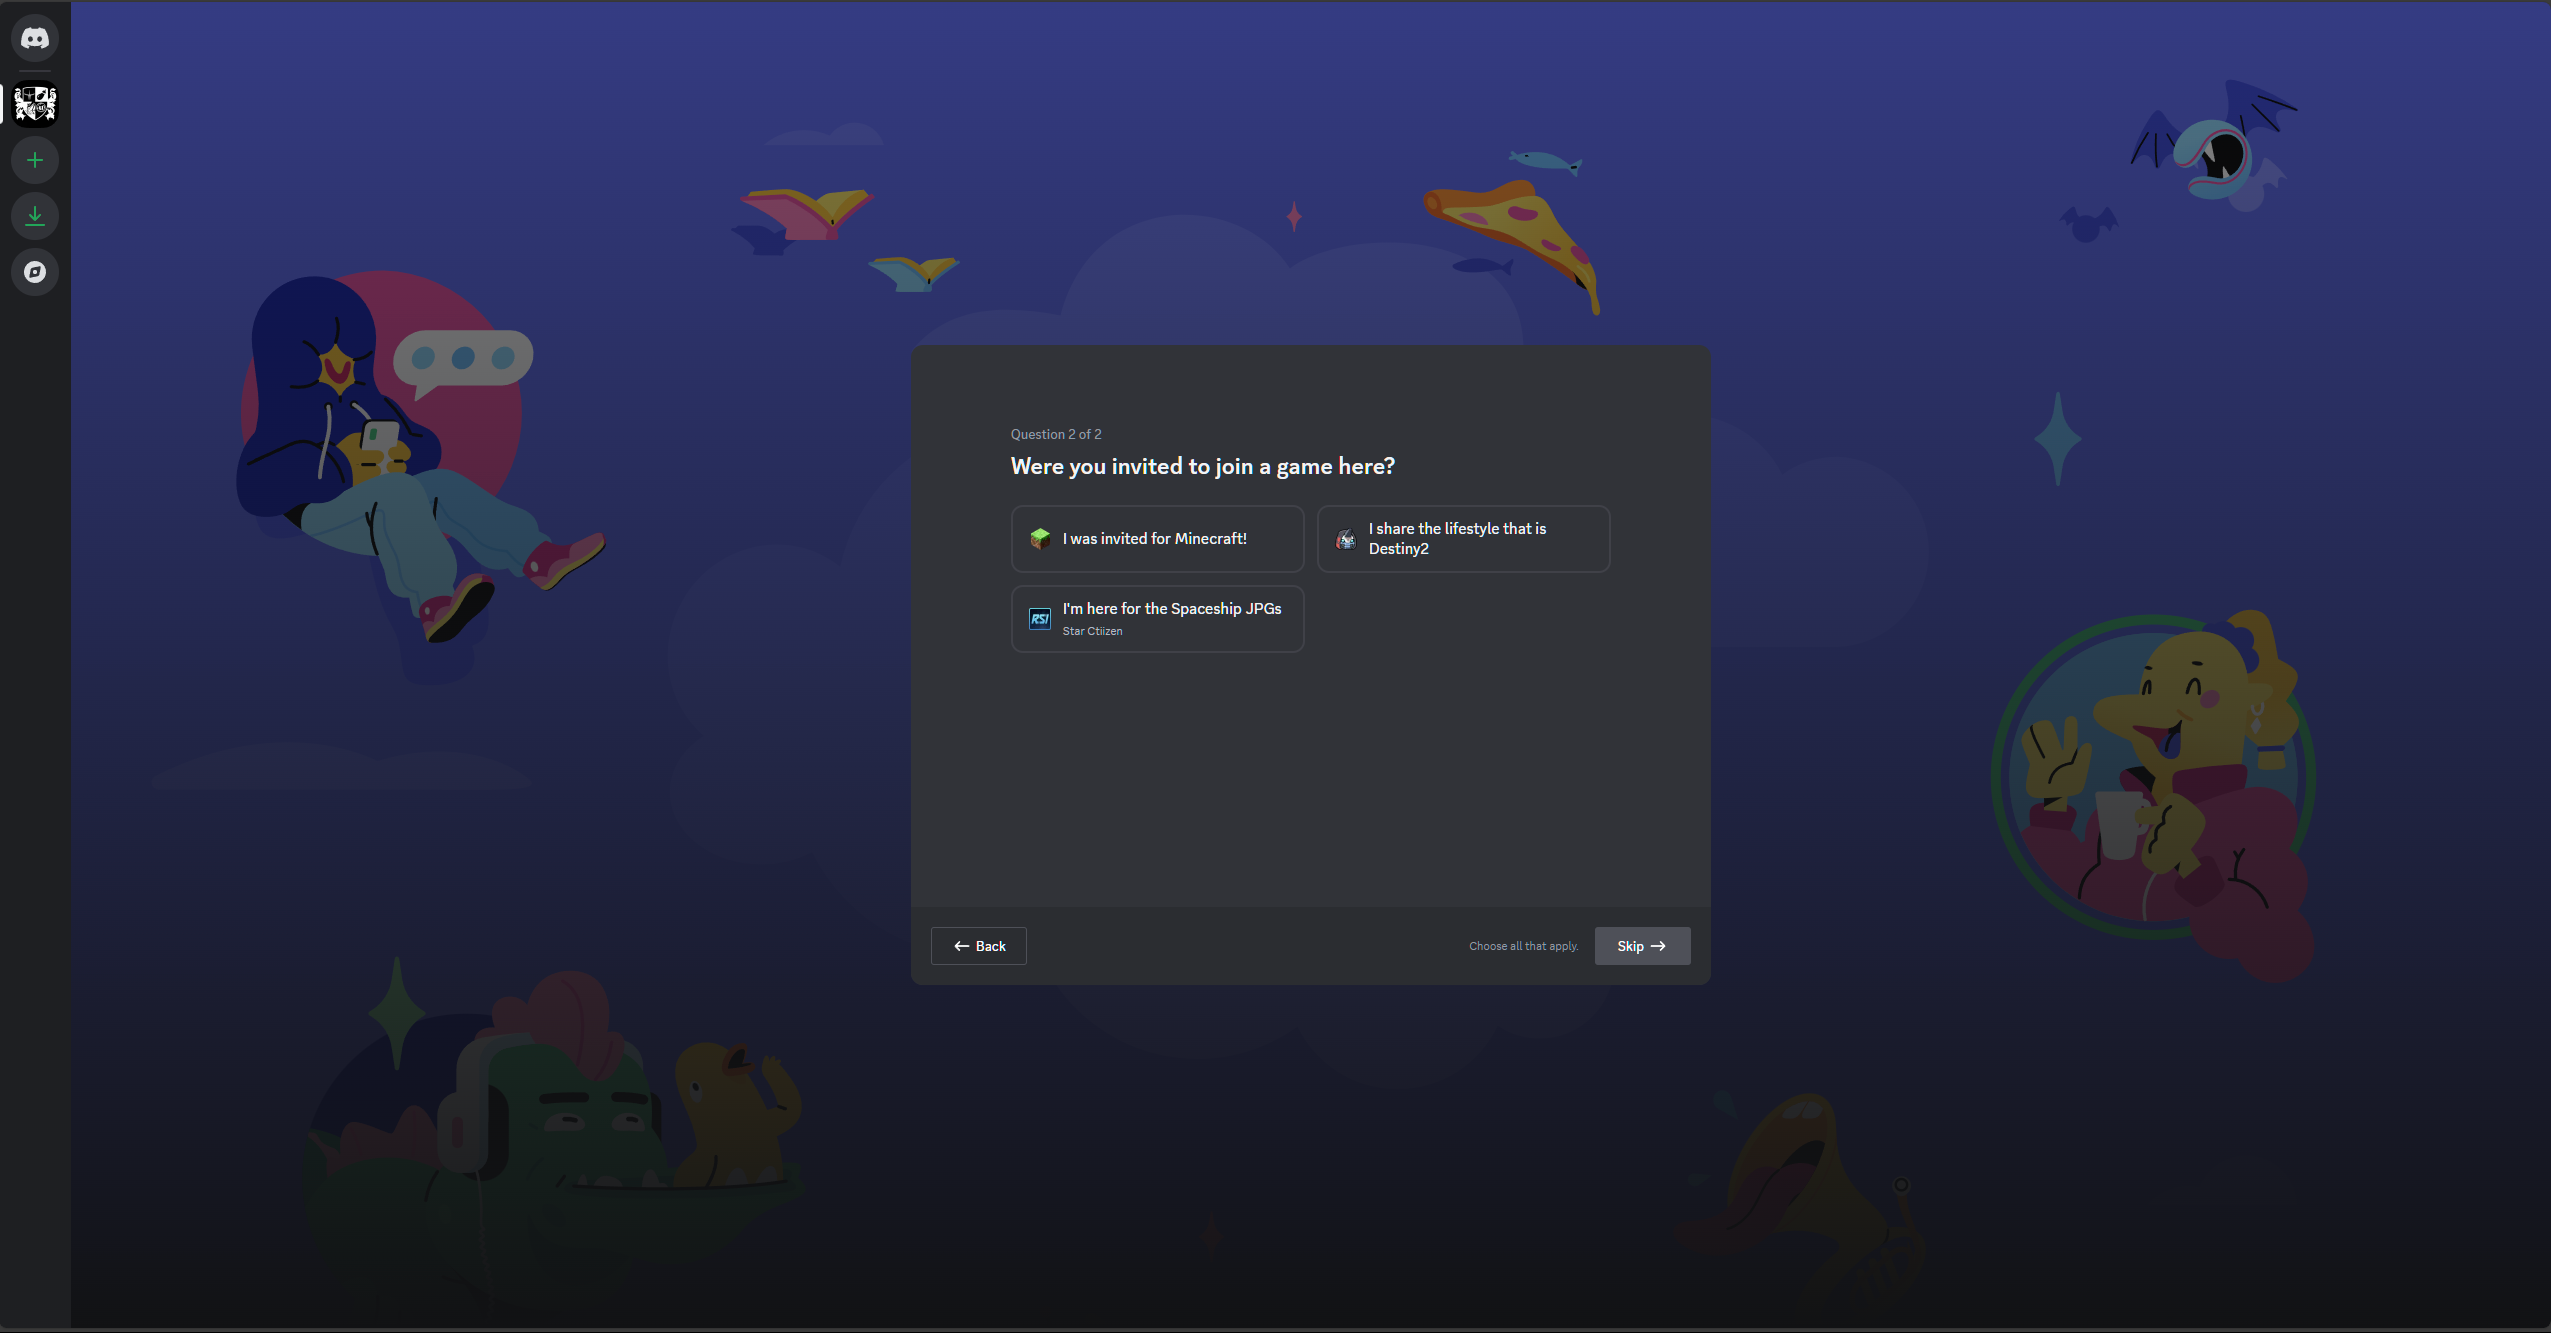 Question 2 of 2
Were you invited to join a game here?
I was invited for Minecraft!
I share the lifestyle that is
Destiny2
RSI
I'm here for the Spaceship JPGs
Star Ctiizen
Back
Choose all that apply.
Skip